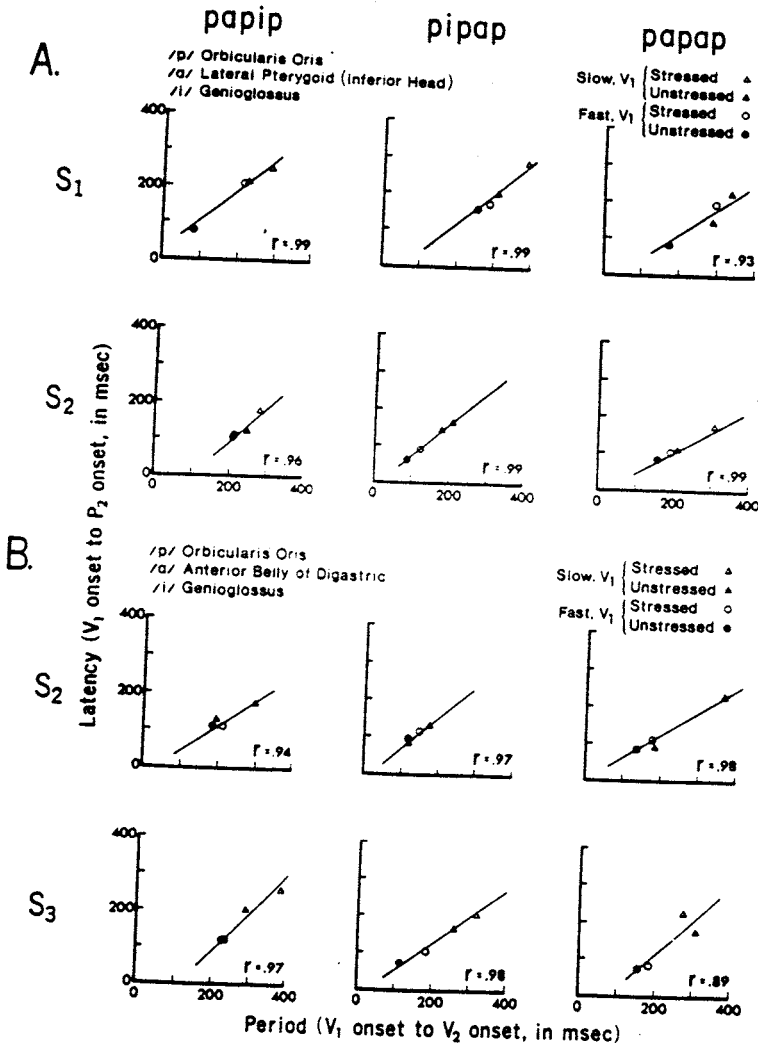 papip pipap papap
A.
/p/ Orbicularis Oris
/a/ Lateral Pterygoid (Inferior Head)
/i/ Genioglossus
Slow, V1 Stressed
Unstressed
Fast, V1 Stressed
Unstressed
S1
400
200
0
r = .99
r = .99
r = .93
S2
400
200
0
r = .96
r = .99
r = .99
0 200 400
0 200 400
0 200 400
B.
/p/ Orbicularis Oris
/a/ Anterior Belly of Digastric
/i/ Genioglossus
Slow, V1 Stressed
Unstressed
Fast, V1 Stressed
Unstressed
S2
400
200
0
r = .94
r = .97
r = .98
S3
400
200
0
r = .97
r = .98
r = .89
0 200 400
0 200 400
0 200 400
Latency (V1 onset to P2 onset, in msec)
Period (V1 onset to V2 onset, in msec)